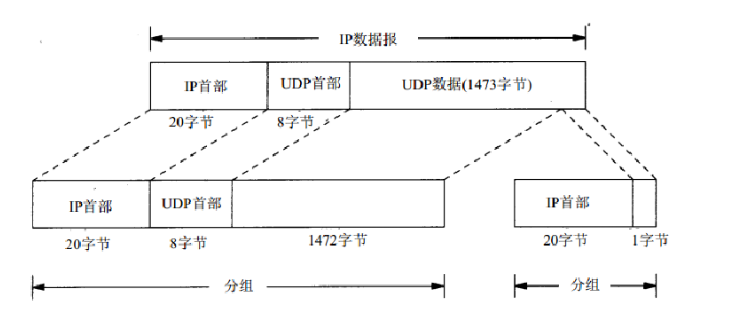 IP数据报
IP首部 UDP首部 UDP数据(1473字节)
20字节 8字节
IP首部 UDP首部 IP首部
20字节 8字节 1472字节 20字节 1字节
分组 分组